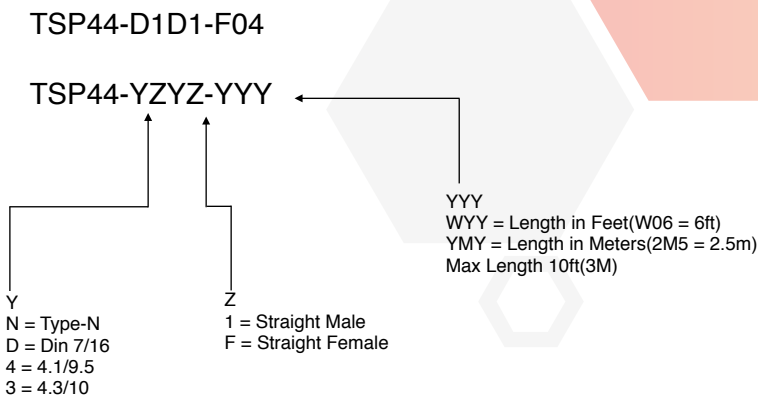 TSP44-D1D1-F04
TSP44-YZYZ-YYY
YYY
WYY = Length in Feet(W06 = 6ft)
YMY = Length in Meters(2M5 = 2.5m)
Max Length 10ft(3M)
Y
N = Type-N
D = Din 7/16
4 = 4.1/9.5
3 = 4.3/10
Z
1 = Straight Male
F = Straight Female